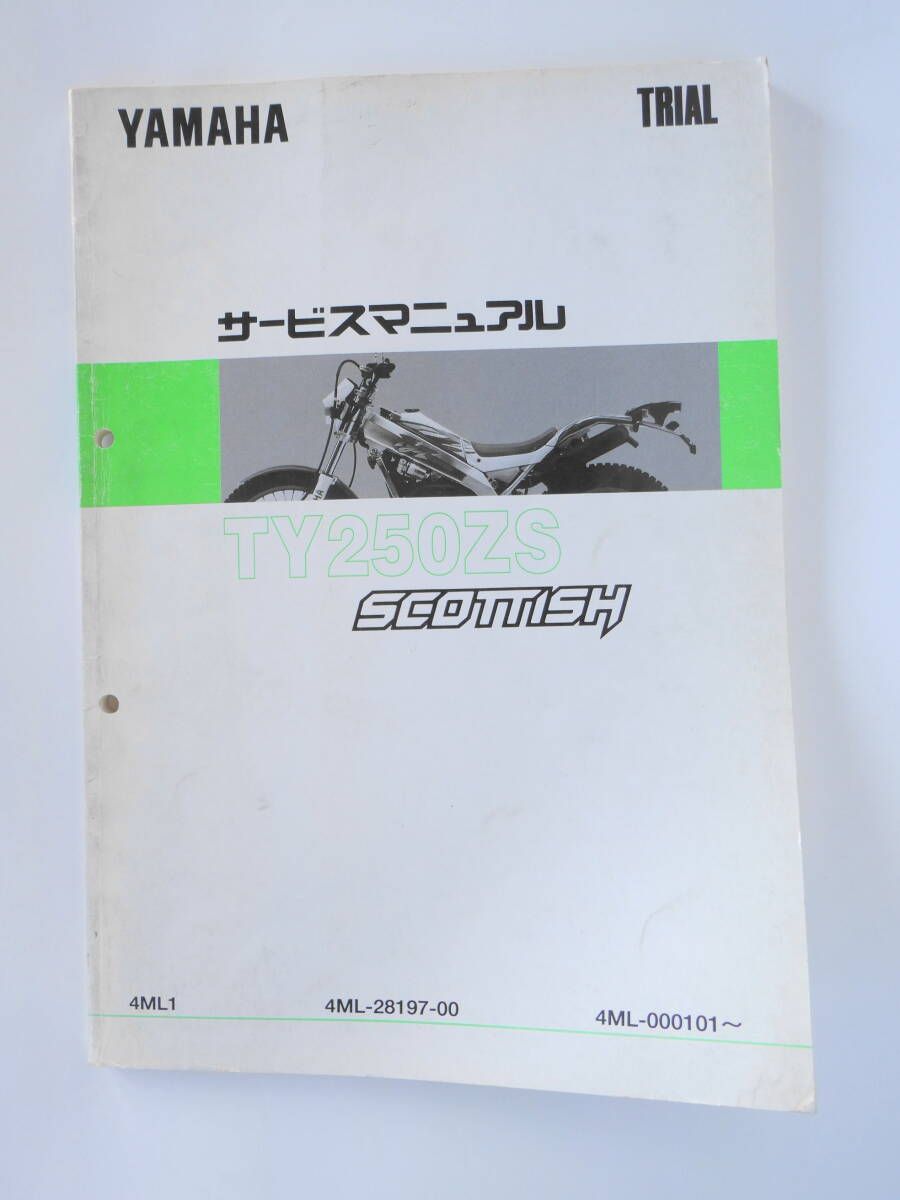 YAMAHA
TRIAL
サービスマニュアル
TY250ZS
SCOTTISH
4ML1
4ML-28197-00
4ML-000101～